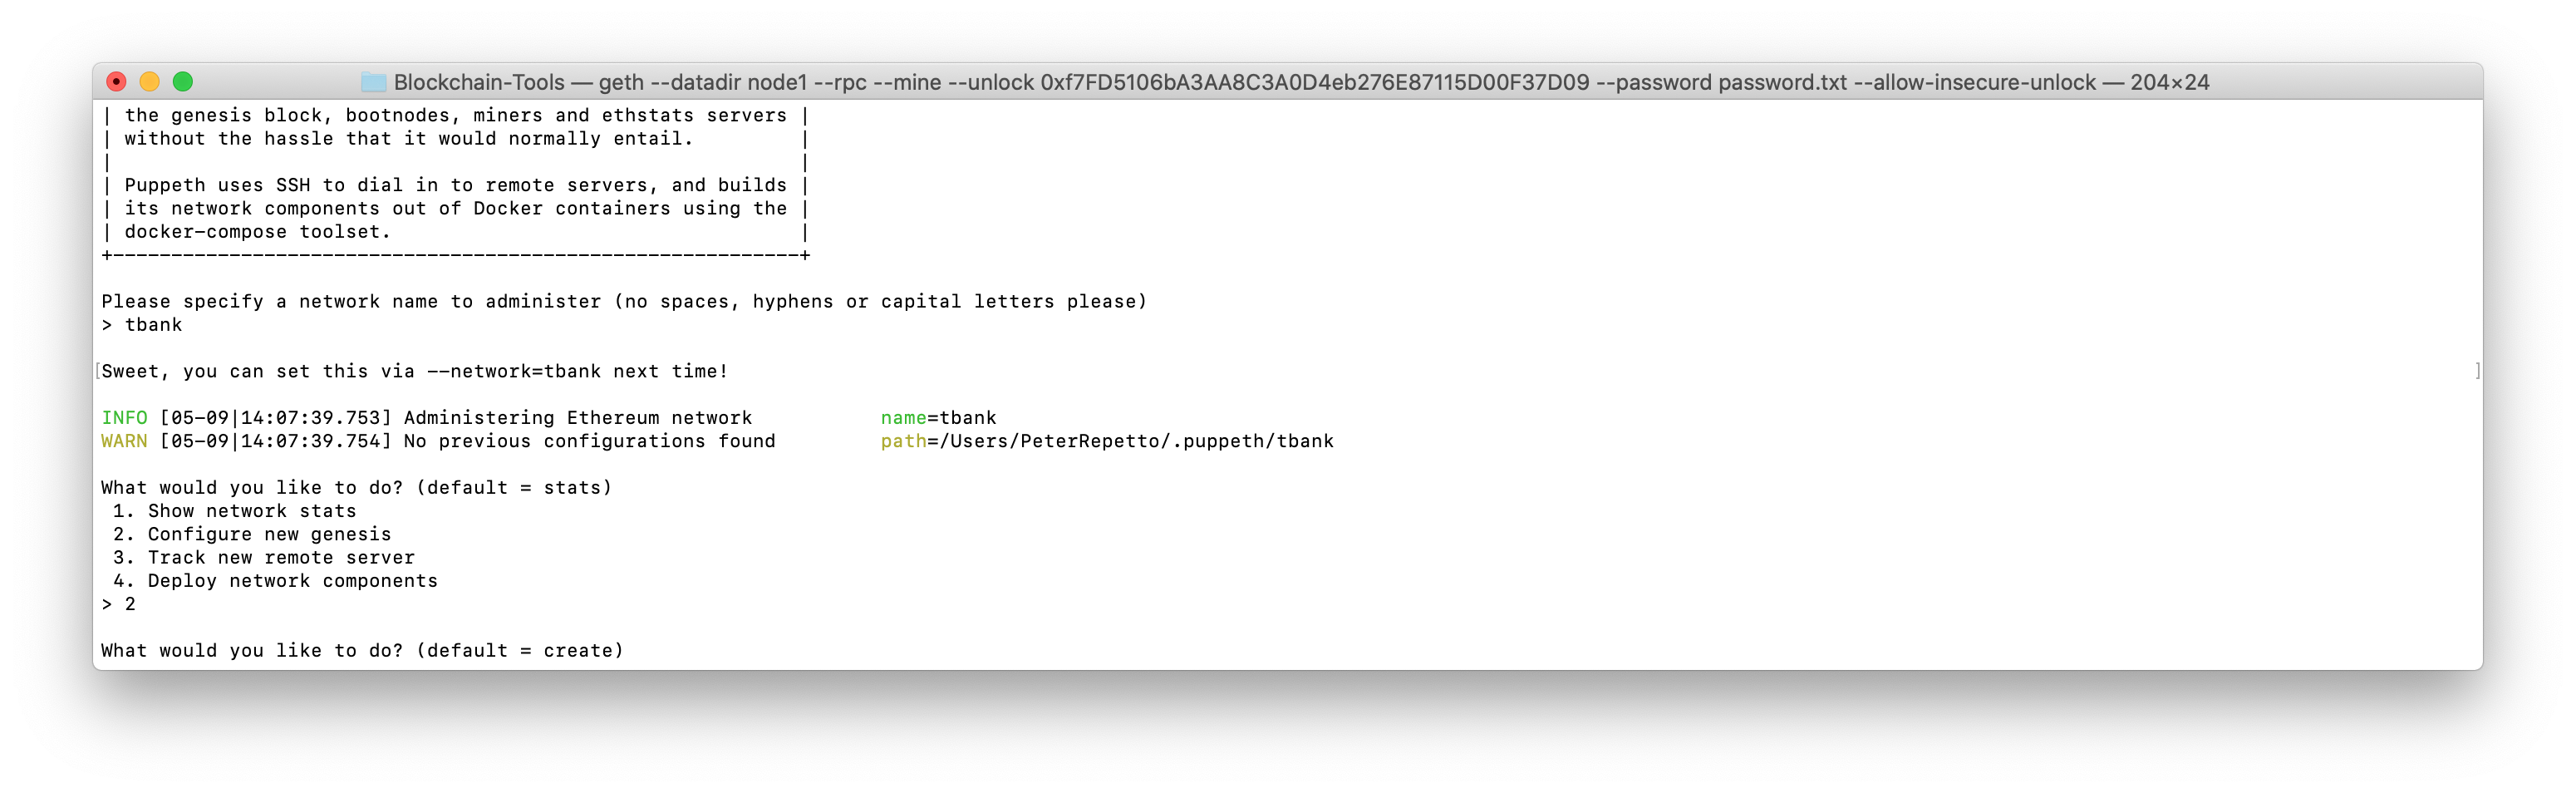 Blockchain-Tools — geth --datadir node1 --rpc --mine --unlock 0xf7FD5106bA3AA8C3A0D4eb276E87115D00F37D09 --password password.txt --allow-insecure-unlock — 204×24
| the genesis block, bootnodes, miners and ethstats servers |
| without the hassle that it would normally entail.         |
|                                                           |
| Puppeth uses SSH to dial in to remote servers, and builds |
| its network components out of Docker containers using the |
| docker-compose toolset.                                   |
+-----------------------------------------------------------+
Please specify a network name to administer (no spaces, hyphens or capital letters please)
> tbank
[Sweet, you can set this via --network=tbank next time! ]
INFO [05-09|14:07:39.753] Administering Ethereum network           name=tbank
WARN [05-09|14:07:39.754] No previous configurations found         path=/Users/PeterRepetto/.puppeth/tbank
What would you like to do? (default = stats)
 1. Show network stats
 2. Configure new genesis
 3. Track new remote server
 4. Deploy network components
> 2
What would you like to do? (default = create)